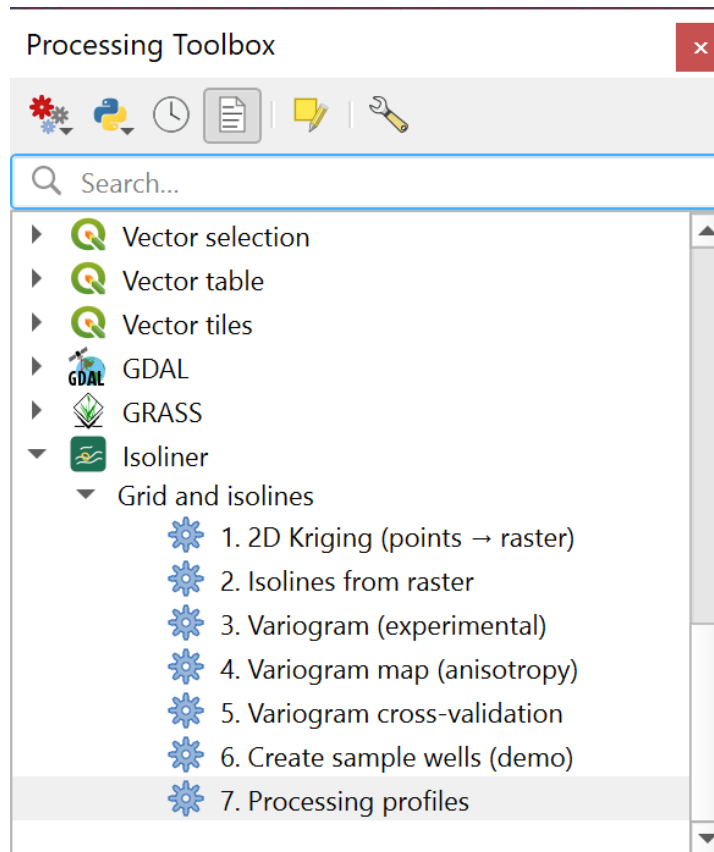 Processing Toolbox
Search...
Vector selection
Vector table
Vector tiles
GDAL GDAL
GRASS
Isoliner
Grid and isolines
1. 2D Kriging (points → raster)
2. Isolines from raster
3. Variogram (experimental)
4. Variogram map (anisotropy)
5. Variogram cross-validation
6. Create sample wells (demo)
7. Processing profiles